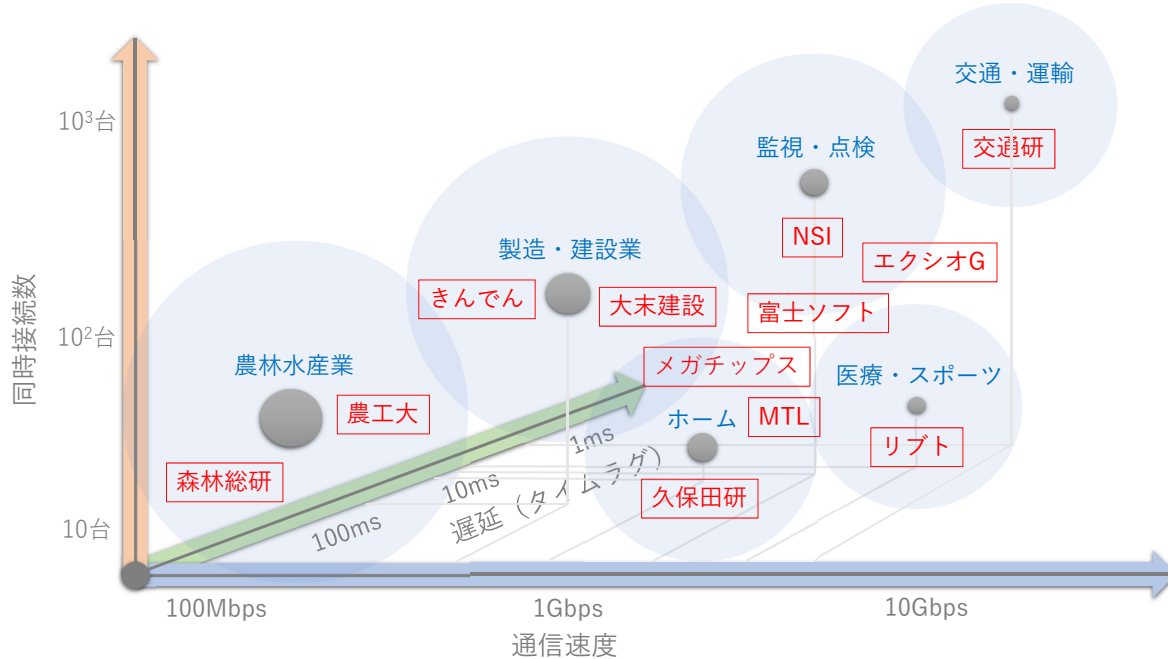 交通・運輸
10³台
監視・点検
交通研
NSI
製造・建設業
エクシオG
きんでん
大末建設
富士ソフト
同時接続数
10²台
農林水産業
メガチップス
医療・スポーツ
農工大
ホーム
MTL
1ms
リブト
森林総研
10ms
久保田研
遅延（タイムラグ）
100ms
10台
100Mbps
1Gbps
10Gbps
通信速度